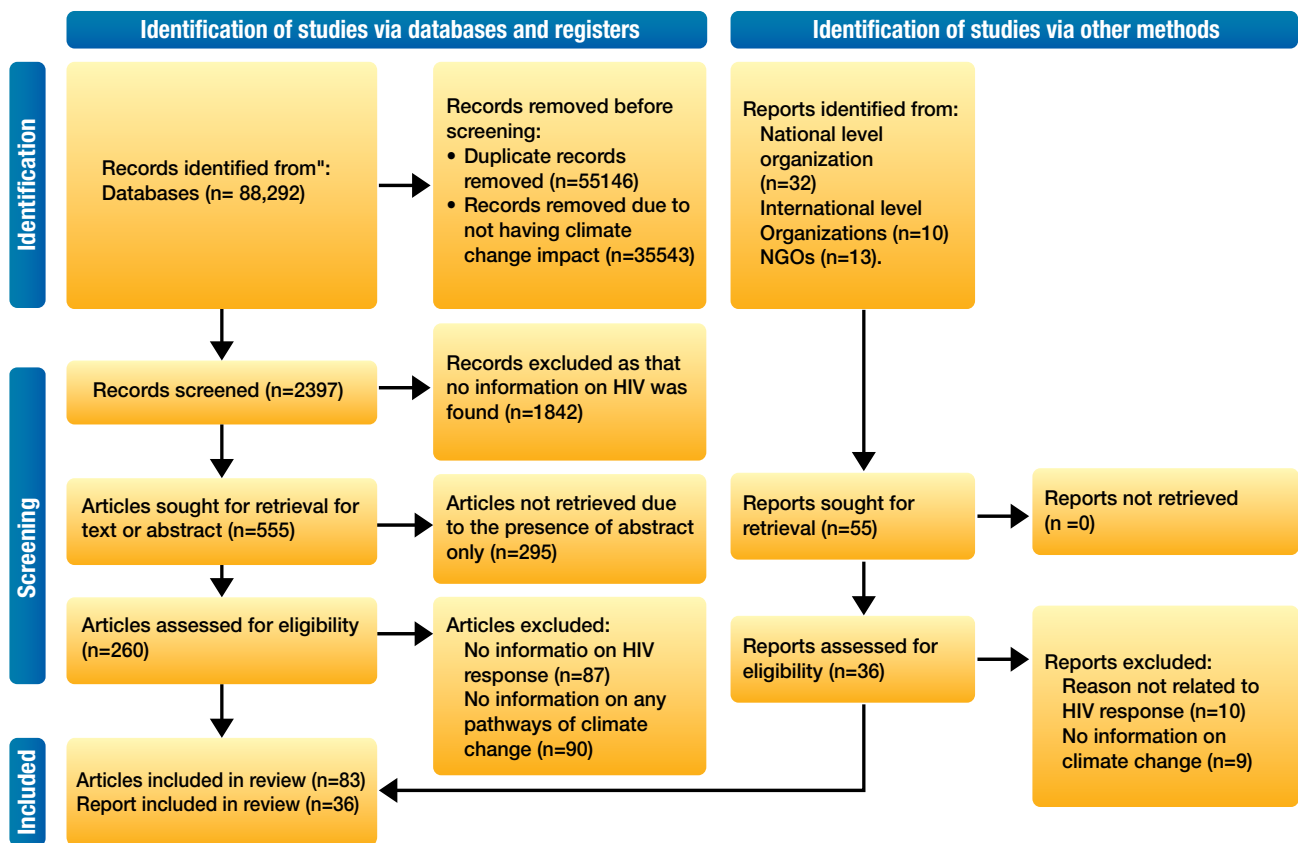 Identification of studies via databases and registers
Identification of studies via other methods
Identification
Records identified from":
Databases (n= 88,292)
Records removed before
screening:
• Duplicate records
removed (n=55146)
• Records removed due to
not having climate
change impact (n=35543)
Reports identified from:
National level
organization
(n=32)
International level
Organizations (n=10)
NGOs (n=13).
Screening
Records screened (n=2397)
Records excluded as that
no information on HIV was
found (n=1842)
Articles sought for retrieval for
text or abstract (n=555)
Articles not retrieved due
to the presence of abstract
only (n=295)
Reports sought for
retrieval (n=55)
Reports not retrieved
(n =0)
Articles assessed for eligibility
(n=260)
Articles excluded:
No informatio on HIV
response (n=87)
No information on any
pathways of climate
change (n=90)
Reports assessed for
eligibility (n=36)
Reports excluded:
Reason not related to
HIV response (n=10)
No information on
climate change (n=9)
Included
Articles included in review (n=83)
Report included in review (n=36)